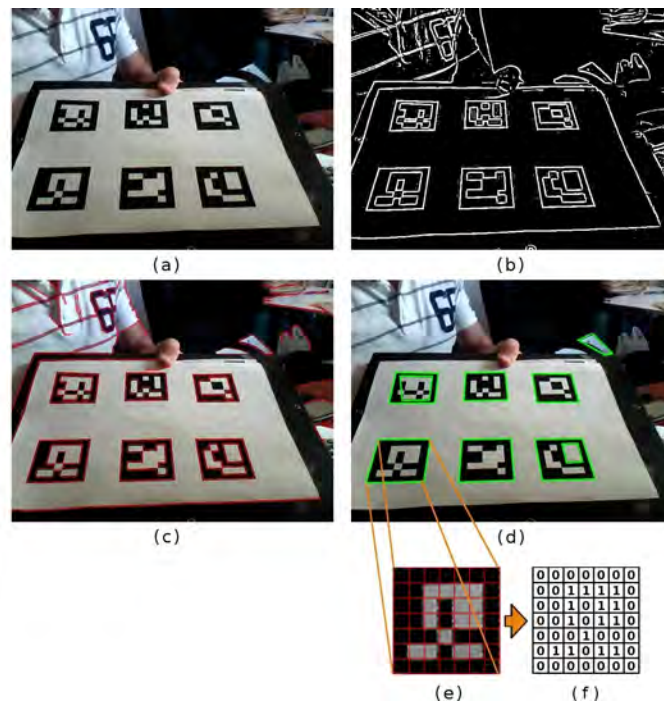 (a)
(b)
(c)
(d)
0 0 0 0 0 0 0
0 0 1 1 1 1 0
0 0 1 0 1 1 0
0 0 1 0 1 1 0
0 0 0 1 0 0 0
0 1 1 0 1 1 0
0 0 0 0 0 0 0
(e)
(f)